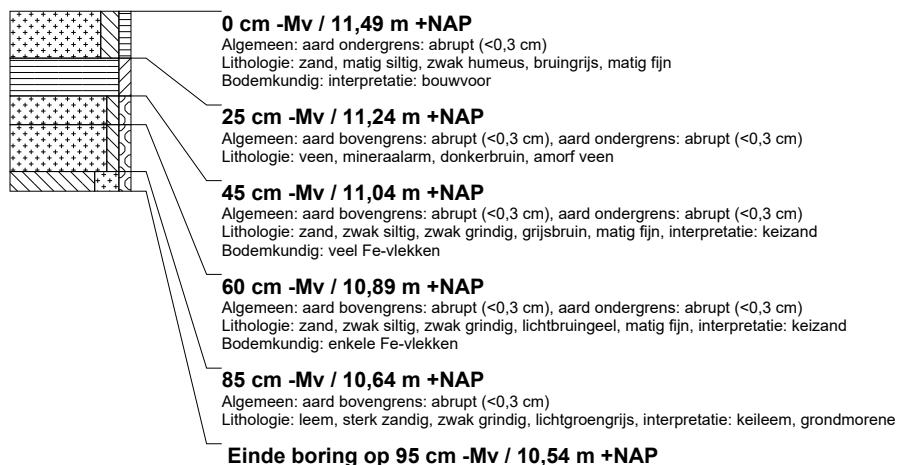 0 cm -Mv / 11,49 m +NAP
Algemeen: aard ondergrens: abrupt (<0,3 cm)
Lithologie: zand, matig siltig, zwak humeus, bruingrijs, matig fijn
Bodemkundig: interpretatie: bouwvoor
25 cm -Mv / 11,24 m +NAP
Algemeen: aard bovengrens: abrupt (<0,3 cm), aard ondergrens: abrupt (<0,3 cm)
Lithologie: veen, mineraalarm, donkerbruin, amorf veen
45 cm -Mv / 11,04 m +NAP
Algemeen: aard bovengrens: abrupt (<0,3 cm), aard ondergrens: abrupt (<0,3 cm)
Lithologie: zand, zwak siltig, zwak grindig, grijsbruin, matig fijn, interpretatie: keizand
Bodemkundig: veel Fe-vlekken
60 cm -Mv / 10,89 m +NAP
Algemeen: aard bovengrens: abrupt (<0,3 cm), aard ondergrens: abrupt (<0,3 cm)
Lithologie: zand, zwak siltig, zwak grindig, lichtbruingeel, matig fijn, interpretatie: keizand
Bodemkundig: enkele Fe-vlekken
85 cm -Mv / 10,64 m +NAP
Algemeen: aard bovengrens: abrupt (<0,3 cm)
Lithologie: leem, sterk zandig, zwak grindig, lichtgroengrijs, interpretatie: keileem, grondmorene
Einde boring op 95 cm -Mv / 10,54 m +NAP